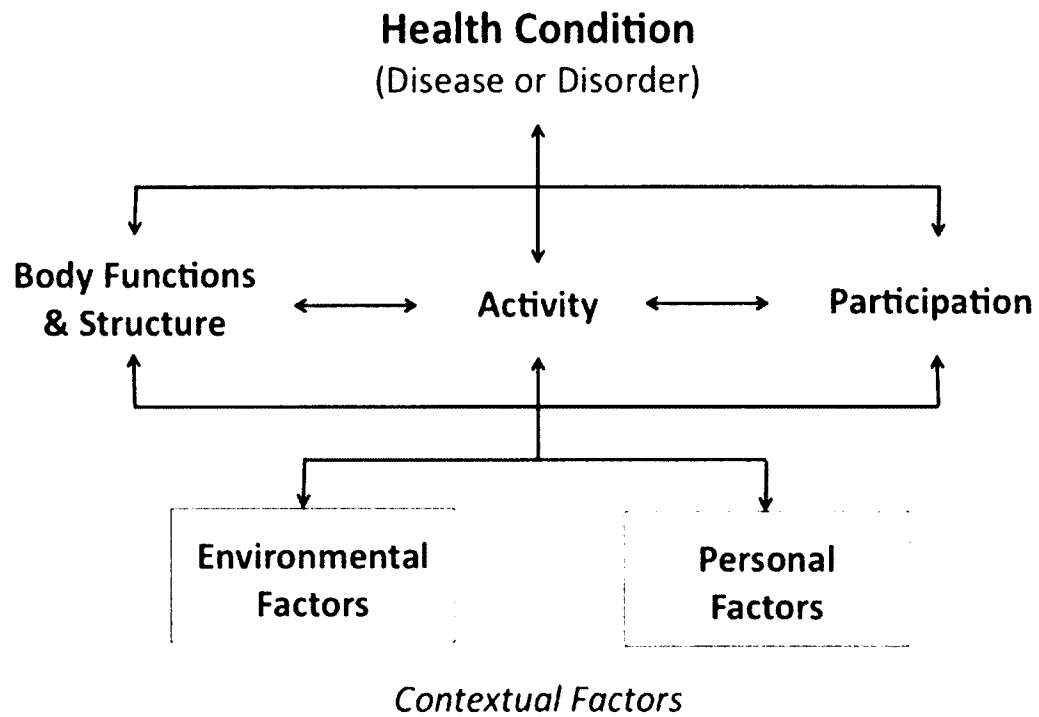 Health Condition
(Disease or Disorder)
Body Functions
& Structure
Activity
Participation
Environmental
Factors
Personal
Factors
Contextual Factors